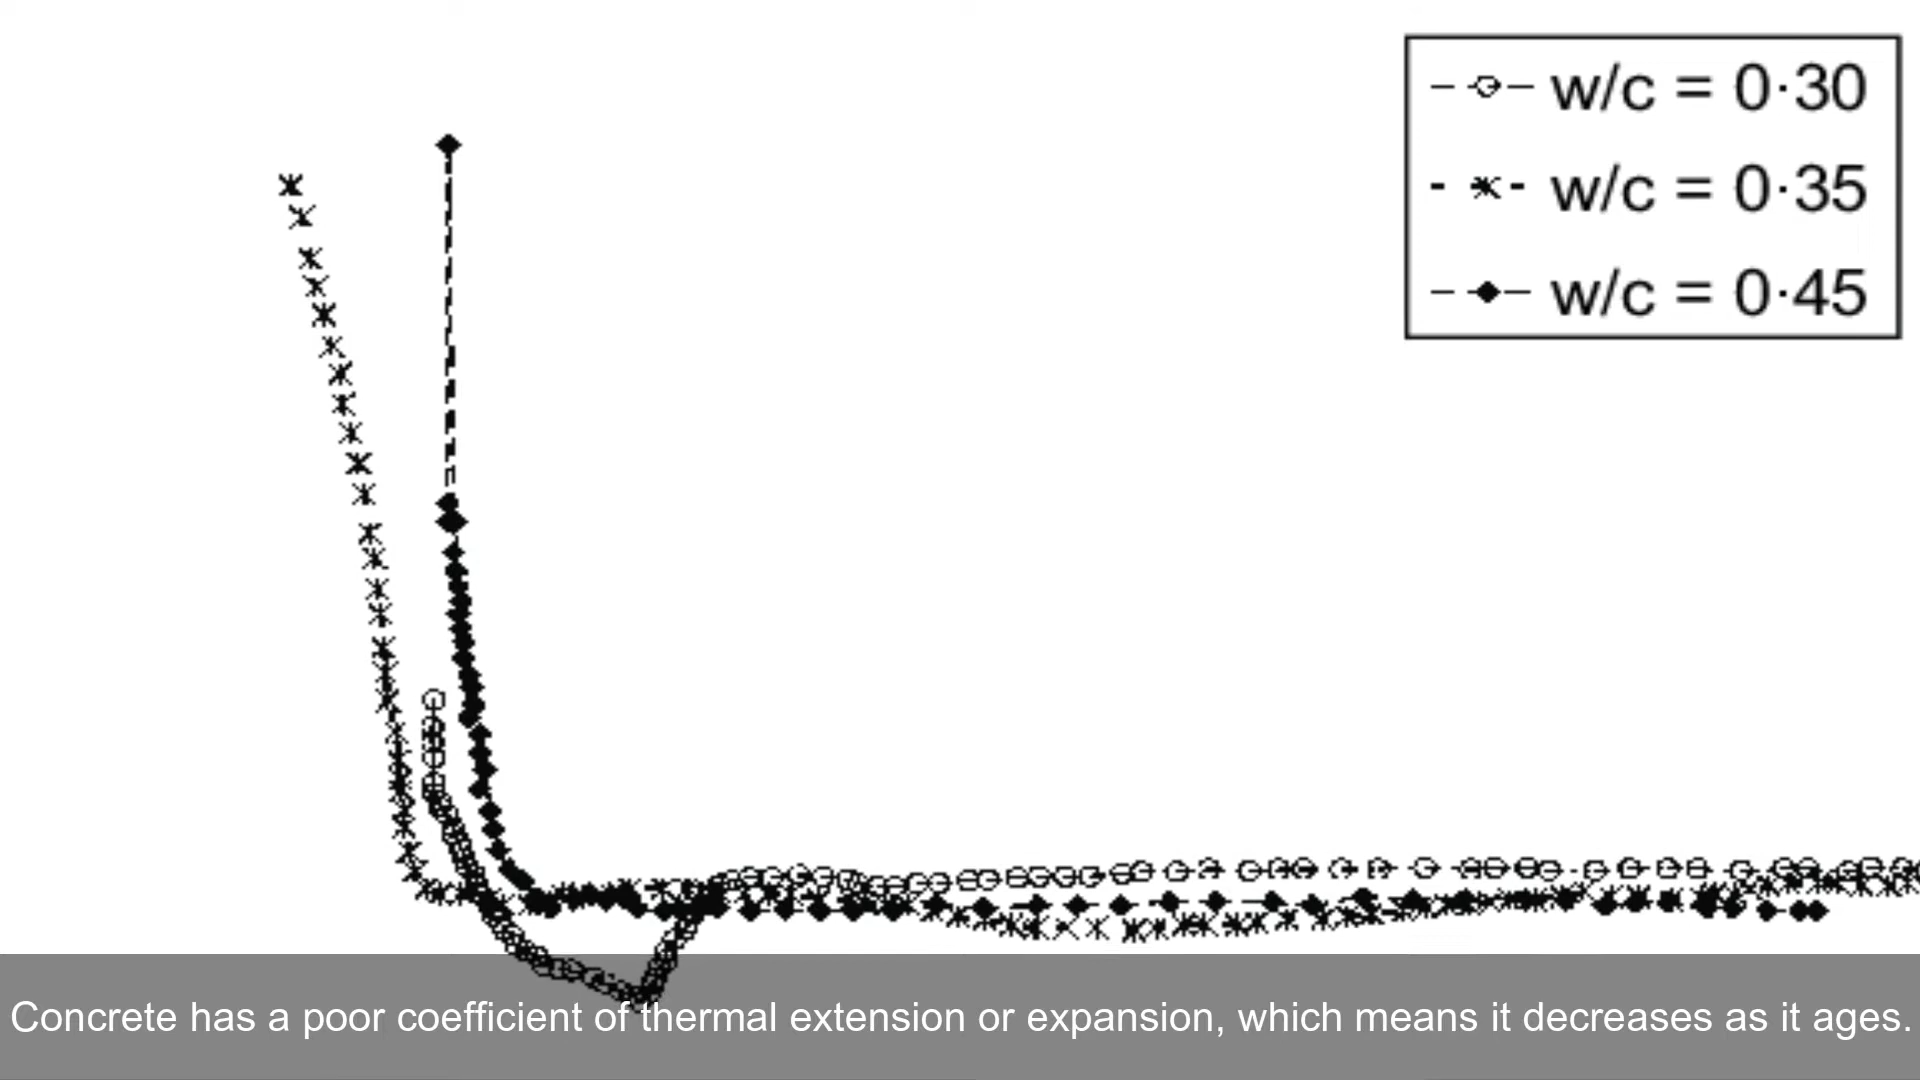 w/c = 0·30
w/c = 0·35
w/c = 0·45
Concrete has a poor coefficient of thermal extension or expansion, which means it decreases as it ages.